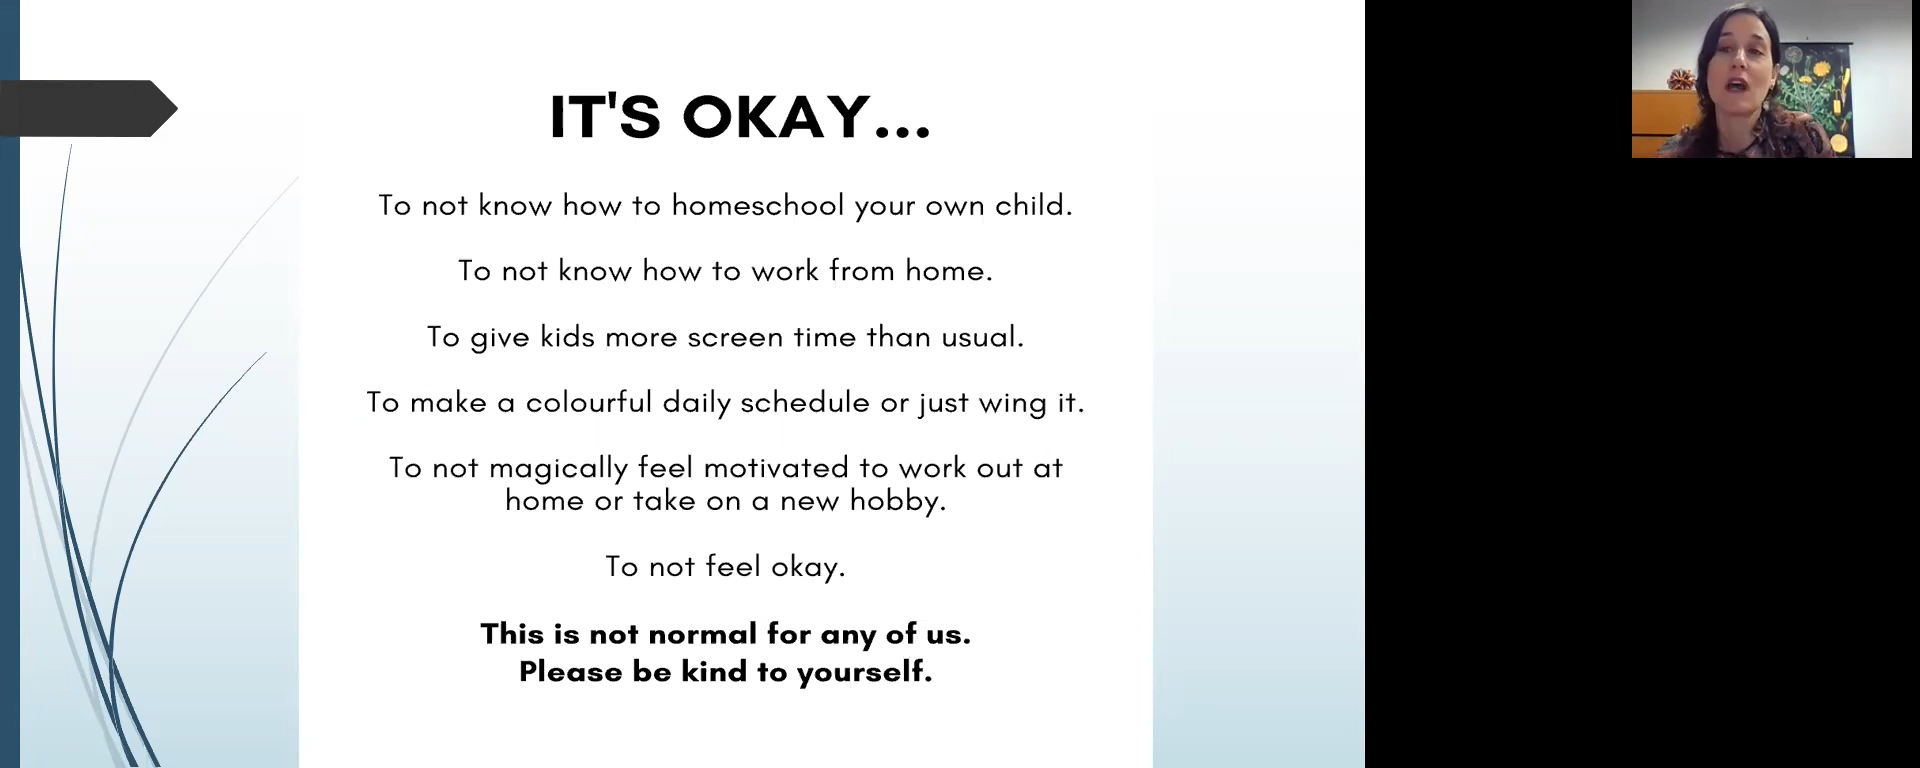 IT'S OKAY...
To not know how to homeschool your own child.
To not know how to work from home.
To give kids more screen time than usual.
To make a colourful daily schedule or just wing it.
To not magically feel motivated to work out at
home or take on a new hobby.
To not feel okay.
This is not normal for any of us.
Please be kind to yourself.